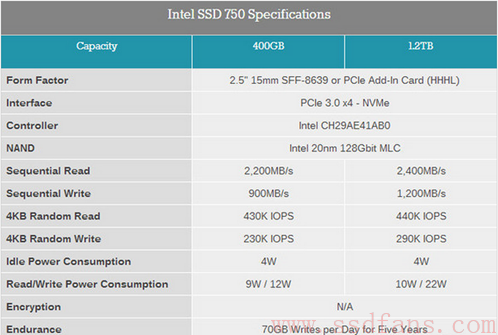 Intel SSD 750 Specifications
Capacity 400GB 1.2TB
Form Factor 2.5" 15mm SFF-8639 or PCIe Add-In Card (HHHL)
Interface PCIe 3.0 x4 - NVMe
Controller Intel CH29AE41AB0
NAND Intel 20nm 128Gbit MLC
Sequential Read 2,200MB/s 2,400MB/s
Sequential Write 900MB/s 1,200MB/s
4KB Random Read 430K IOPS 440K IOPS
4KB Random Write 230K IOPS 290K IOPS
Idle Power Consumption 4W 4W
Read/Write Power Consumption 9W / 12W 10W / 22W
Encryption N/A
www.ssdfans.com
Endurance 70GB Writes per Day for Five Years